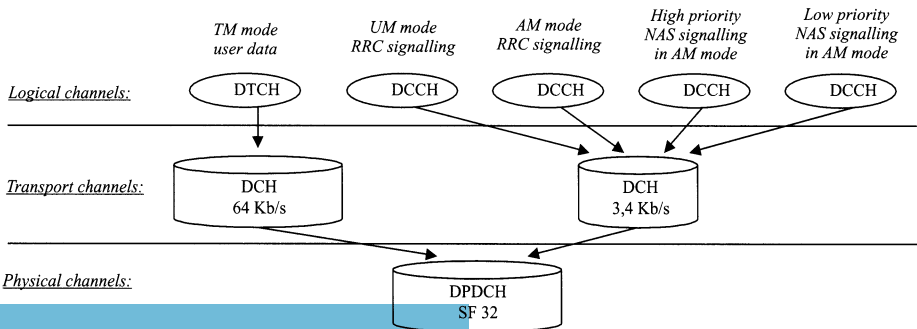 TM mode
user data
UM mode
RRC signalling
AM mode
RRC signalling
High priority
NAS signalling
in AM mode
Low priority
NAS signalling
in AM mode
Logical channels:
DTCH
DCCH
DCCH
DCCH
DCCH
Transport channels:
DCH
64 Kb/s
DCH
3,4 Kb/s
Physical channels:
DPDCH
SF 32